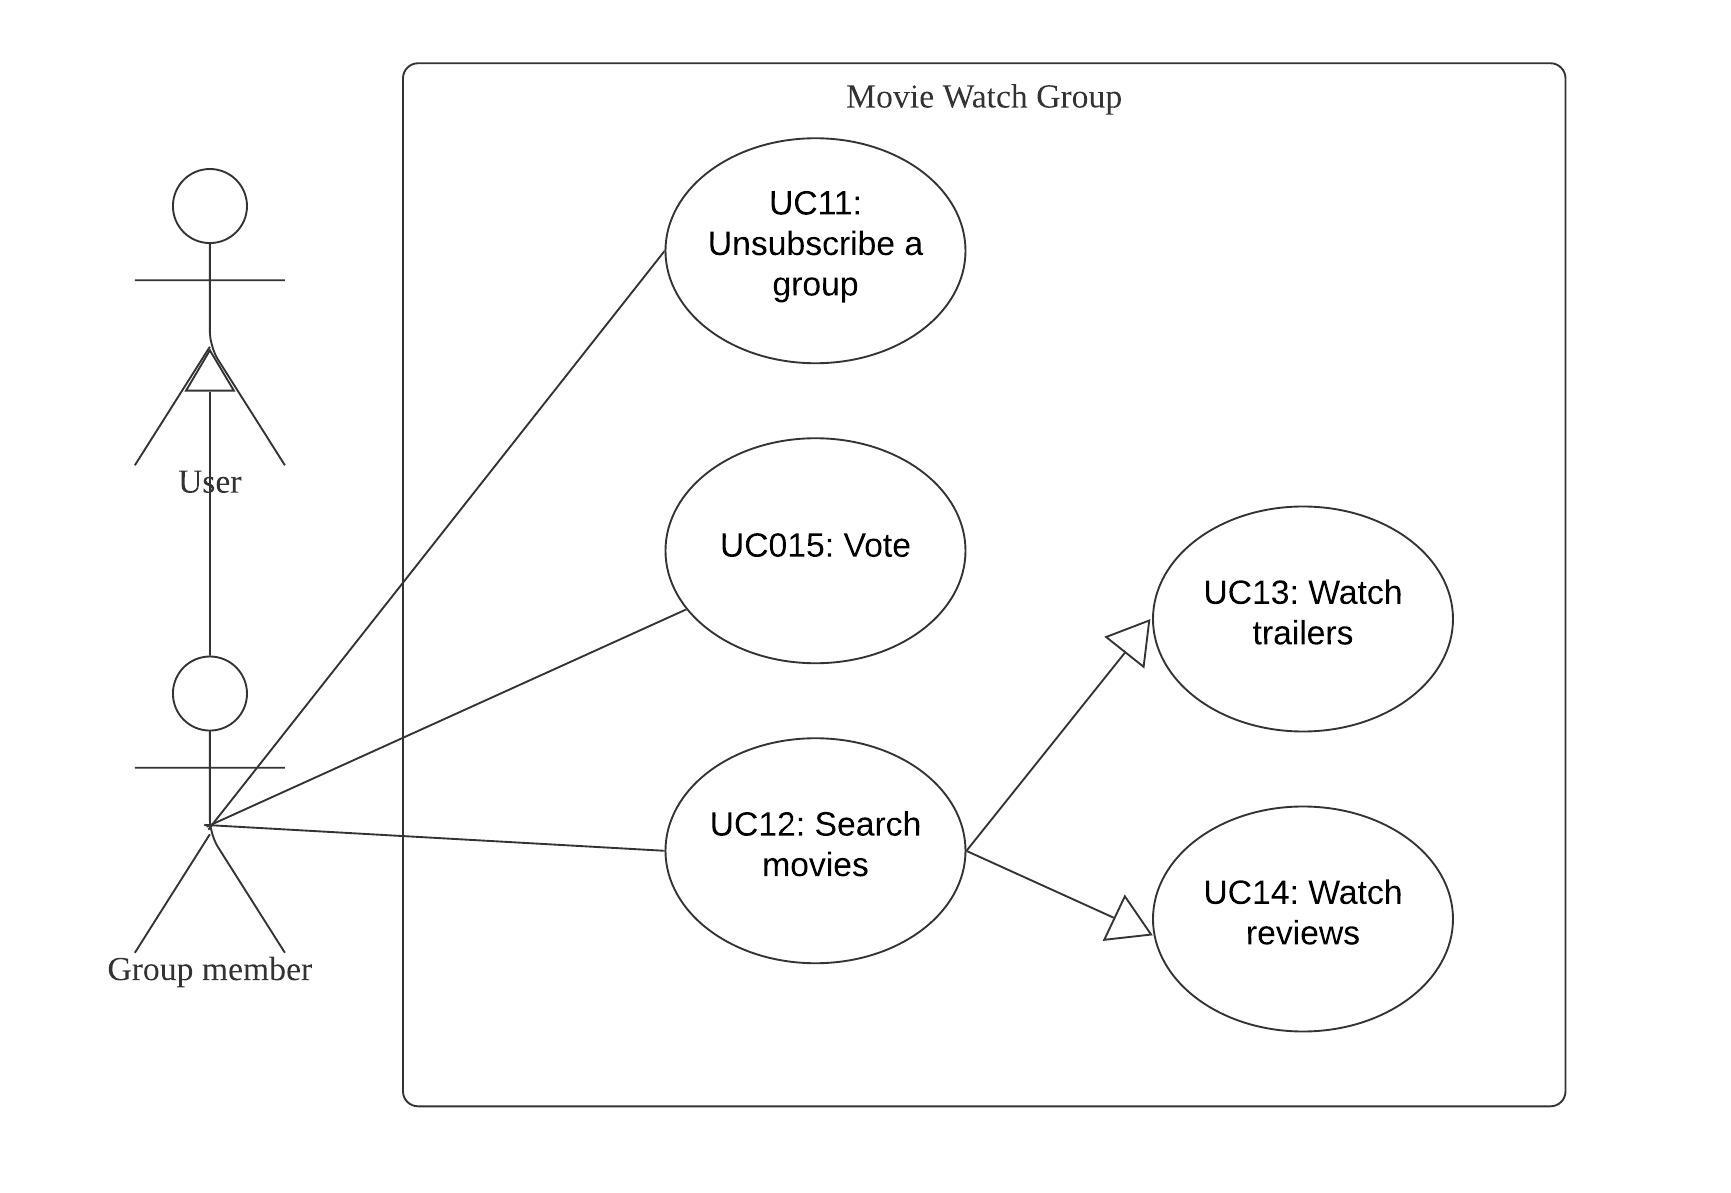 Movie Watch Group
UC11:
Unsubscribe a
group
User
UC015: Vote
UC13: Watch
trailers
UC12: Search
movies
UC14: Watch
reviews
Group member